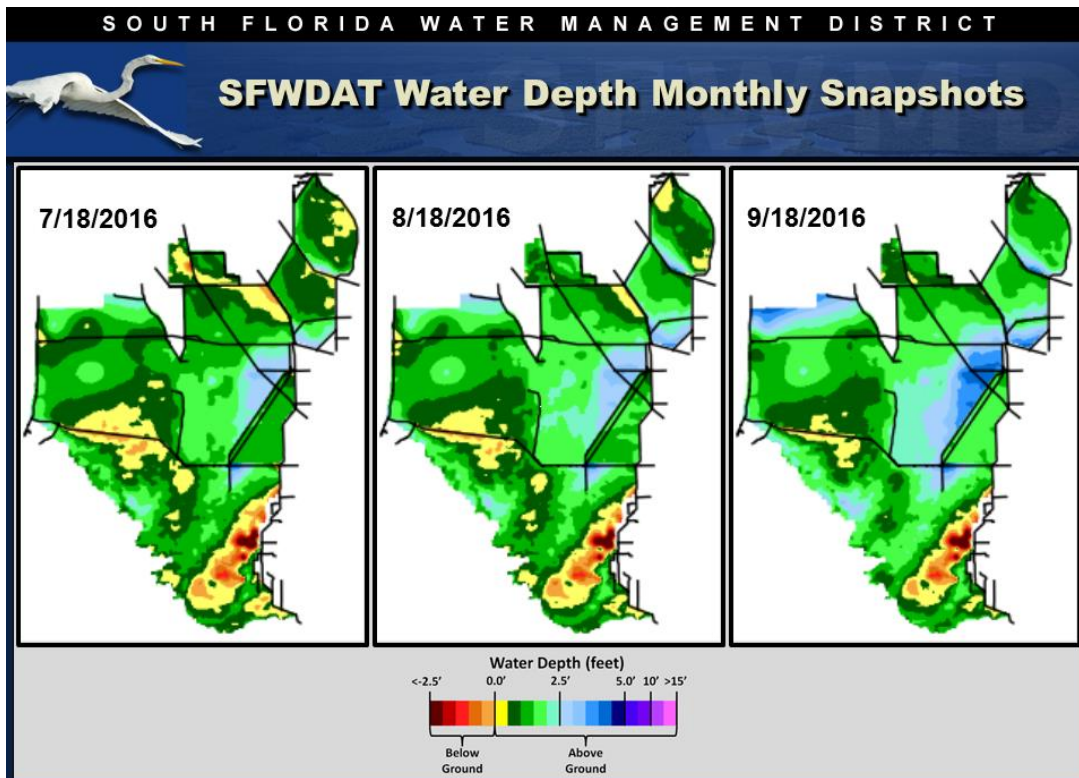 SOUTH FLORIDA WATER MANAGEMENT DISTRICT
SFWDAT Water Depth Monthly Snapshots
7/18/2016
8/18/2016
9/18/2016
Water Depth (feet)
<-2.5' 0.0' 2.5' 5.0' 10' >15'
Below Above
Ground Ground